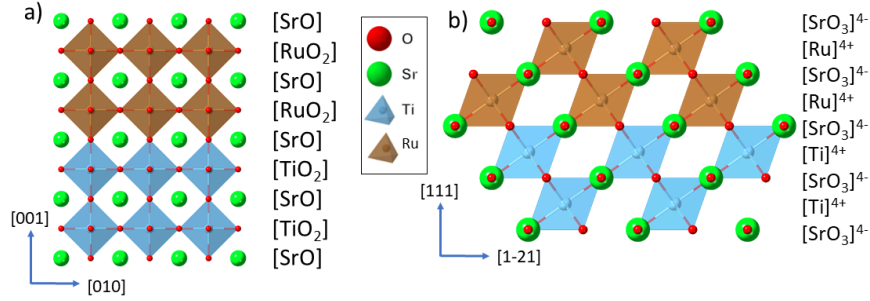 a)
[SrO]
[RuO₂]
[SrO]
[RuO₂]
[SrO]
[TiO₂]
[SrO]
[TiO₂]
[SrO]
[001]
[010]
O
Sr
Ti
Ru
b)
[SrO₃]⁴⁻
[Ru]⁴⁺
[SrO₃]⁴⁻
[Ru]⁴⁺
[SrO₃]⁴⁻
[Ti]⁴⁺
[SrO₃]⁴⁻
[Ti]⁴⁺
[SrO₃]⁴⁻
[111]
[1-21]